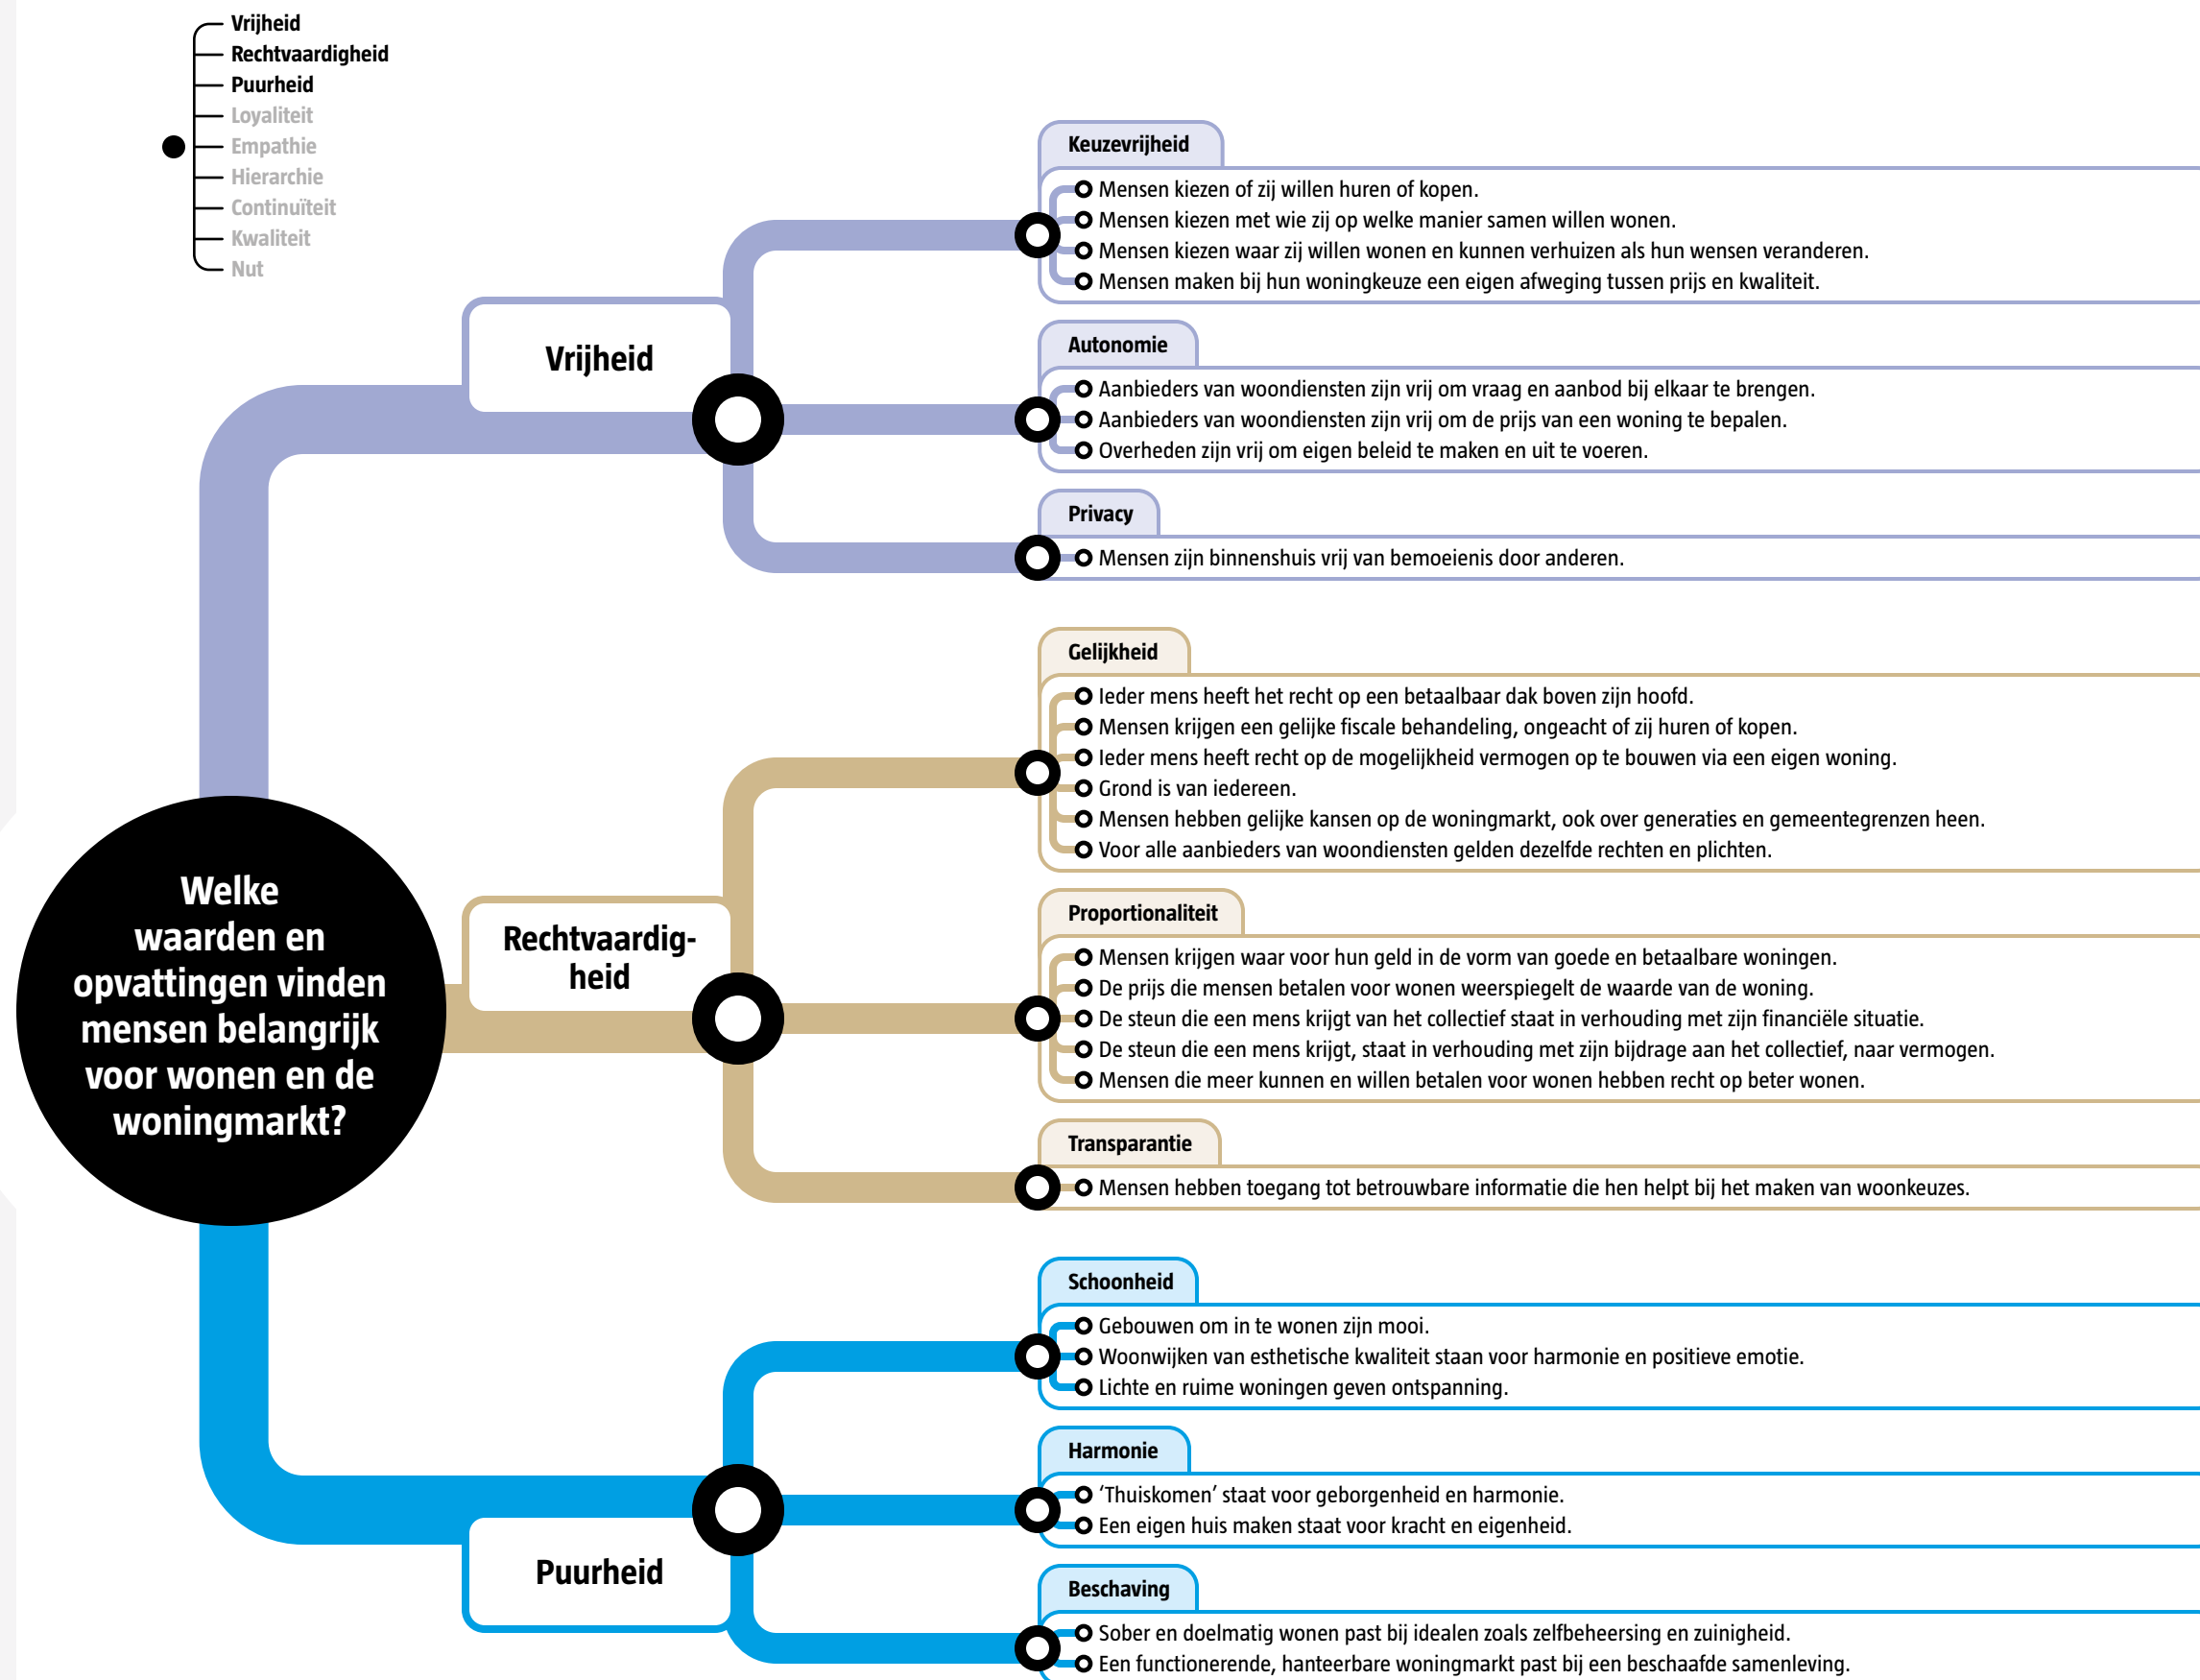 Vrijheid
Rechtvaardigheid
Puurheid
Loyaliteit
Empathie
Hierarchie
Continuïteit
Kwaliteit
Nut
Welke
waarden en
opvattingen vinden
mensen belangrijk
voor wonen en de
woningmarkt?
Vrijheid
Keuzevrijheid
Mensen kiezen of zij willen huren of kopen.
Mensen kiezen met wie zij op welke manier samen willen wonen.
Mensen kiezen waar zij willen wonen en kunnen verhuizen als hun wensen veranderen.
Mensen maken bij hun woningkeuze een eigen afweging tussen prijs en kwaliteit.
Autonomie
Aanbieders van woondiensten zijn vrij om vraag en aanbod bij elkaar te brengen.
Aanbieders van woondiensten zijn vrij om de prijs van een woning te bepalen.
Overheden zijn vrij om eigen beleid te maken en uit te voeren.
Privacy
Mensen zijn binnenshuis vrij van bemoeienis door anderen.
Rechtvaardig-
heid
Gelijkheid
Ieder mens heeft het recht op een betaalbaar dak boven zijn hoofd.
Mensen krijgen een gelijke fiscale behandeling, ongeacht of zij huren of kopen.
Ieder mens heeft recht op de mogelijkheid vermogen op te bouwen via een eigen woning.
Grond is van iedereen.
Mensen hebben gelijke kansen op de woningmarkt, ook over generaties en gemeentegrenzen heen.
Voor alle aanbieders van woondiensten gelden dezelfde rechten en plichten.
Proportionaliteit
Mensen krijgen waar voor hun geld in de vorm van goede en betaalbare woningen.
De prijs die mensen betalen voor wonen weerspiegelt de waarde van de woning.
De steun die een mens krijgt van het collectief staat in verhouding met zijn financiële situatie.
De steun die een mens krijgt, staat in verhouding met zijn bijdrage aan het collectief, naar vermogen.
Mensen die meer kunnen en willen betalen voor wonen hebben recht op beter wonen.
Transparantie
Mensen hebben toegang tot betrouwbare informatie die hen helpt bij het maken van woonkeuzes.
Puurheid
Schoonheid
Gebouwen om in te wonen zijn mooi.
Woonwijken van esthetische kwaliteit staan voor harmonie en positieve emotie.
Lichte en ruime woningen geven ontspanning.
Harmonie
‘Thuiskomen’ staat voor geborgenheid en harmonie.
Een eigen huis maken staat voor kracht en eigenheid.
Beschaving
Sober en doelmatig wonen past bij idealen zoals zelfbeheersing en zuinigheid.
Een functionerende, hanteerbare woningmarkt past bij een beschaafde samenleving.